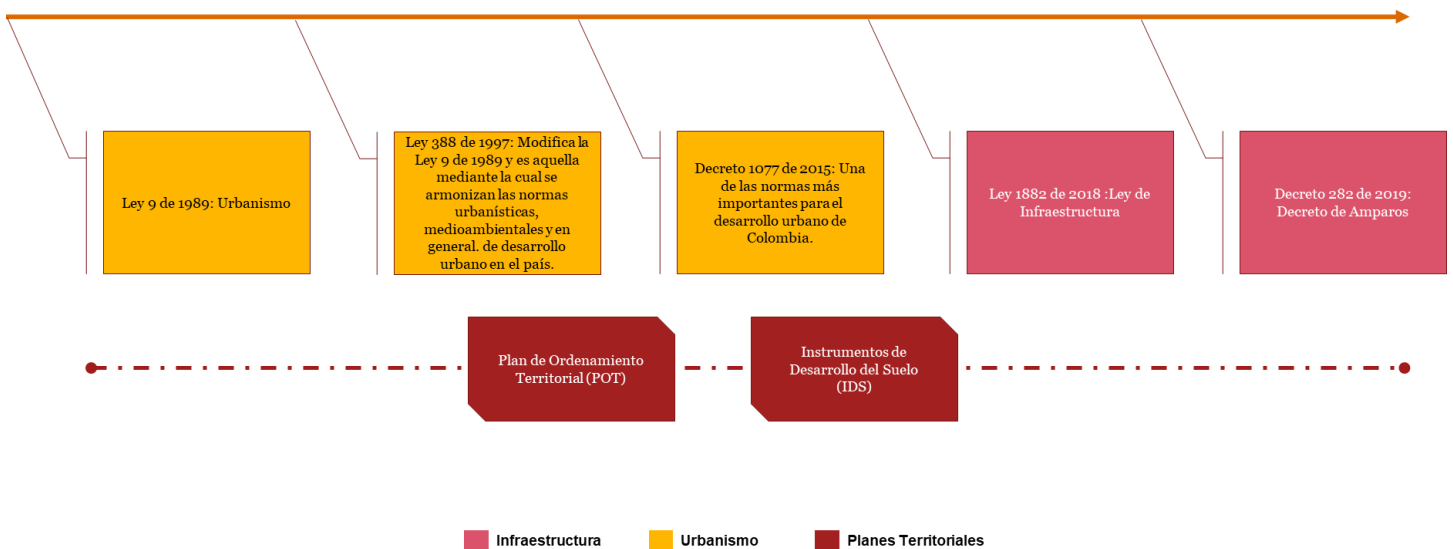 Ley 9 de 1989: Urbanismo
Ley 388 de 1997: Modifica la
Ley 9 de 1989 y es aquella
mediante la cual se
armonizan las normas
urbanísticas,
medioambientales y en
general. de desarrollo
urbano en el país.
Decreto 1077 de 2015: Una
de las normas más
importantes para el
desarrollo urbano de
Colombia.
Ley 1882 de 2018 :Ley de
Infraestructura
Decreto 282 de 2019:
Decreto de Amparos
Plan de Ordenamiento
Territorial (POT)
Instrumentos de
Desarrollo del Suelo
(IDS)
Infraestructura
Urbanismo
Planes Territoriales